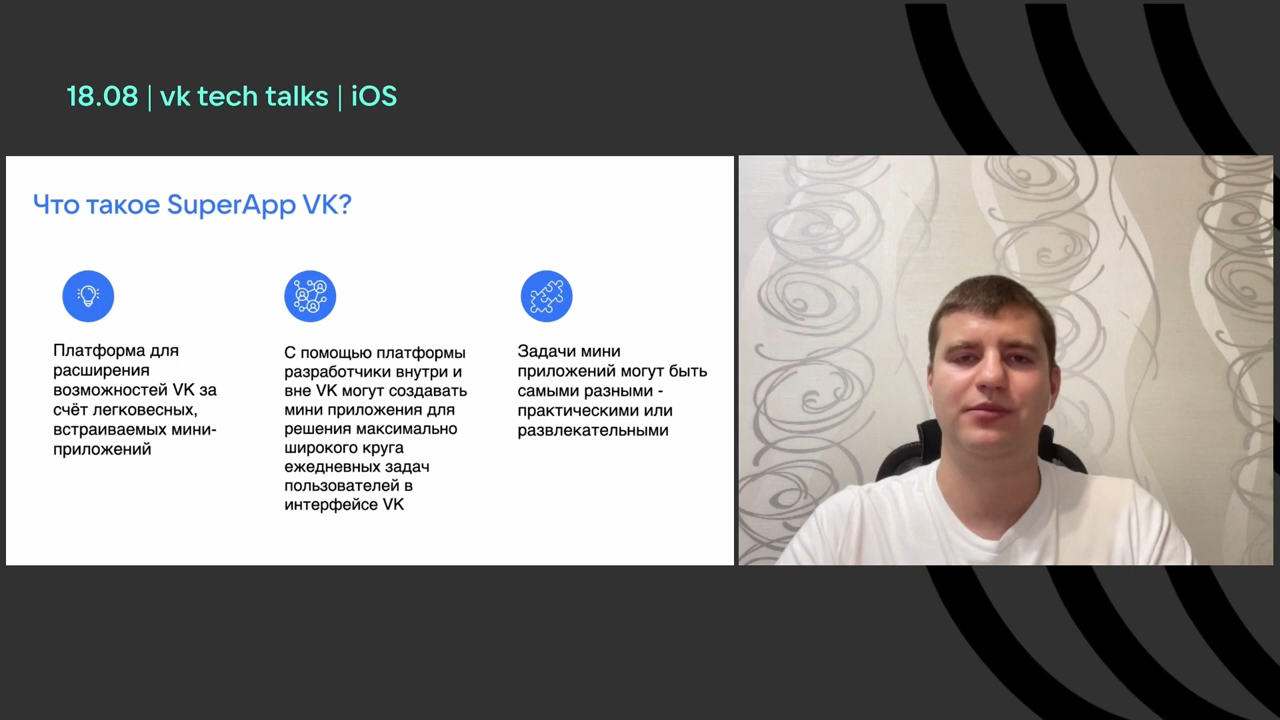 18.08 | vk tech talks | iOS
Что такое SuperApp VK?
Платформа для
расширения
возможностей VK за
счёт легковесных,
встраиваемых мини-
приложений
С помощью платформы
разработчики внутри и
вне VK могут создавать
мини приложения для
решения максимально
широкого круга
ежедневных задач
пользователей в
интерфейсе VK
Задачи мини
приложений могут быть
самыми разными -
практическими или
развлекательными